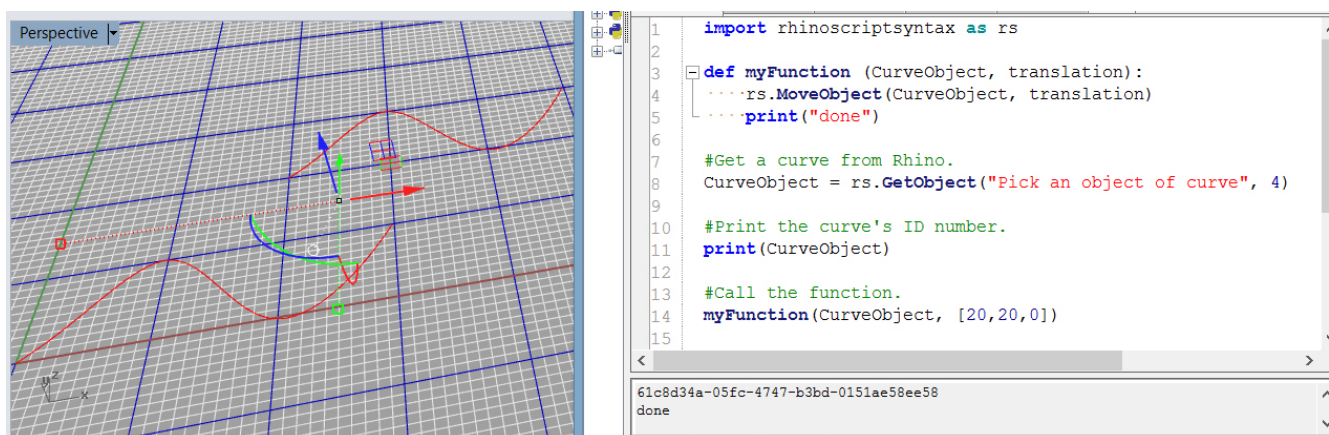 Perspective
y z
x
1 import rhinoscriptsyntax as rs
2
3 def myFunction (CurveObject, translation):
4 ····rs.MoveObject(CurveObject, translation)
5 ····print("done")
6
7 #Get a curve from Rhino.
8 CurveObject = rs.GetObject("Pick an object of curve", 4)
9
10 #Print the curve's ID number.
11 print(CurveObject)
12
13 #Call the function.
14 myFunction(CurveObject, [20,20,0])
15
61c8d34a-05fc-4747-b3bd-0151ae58ee58
done